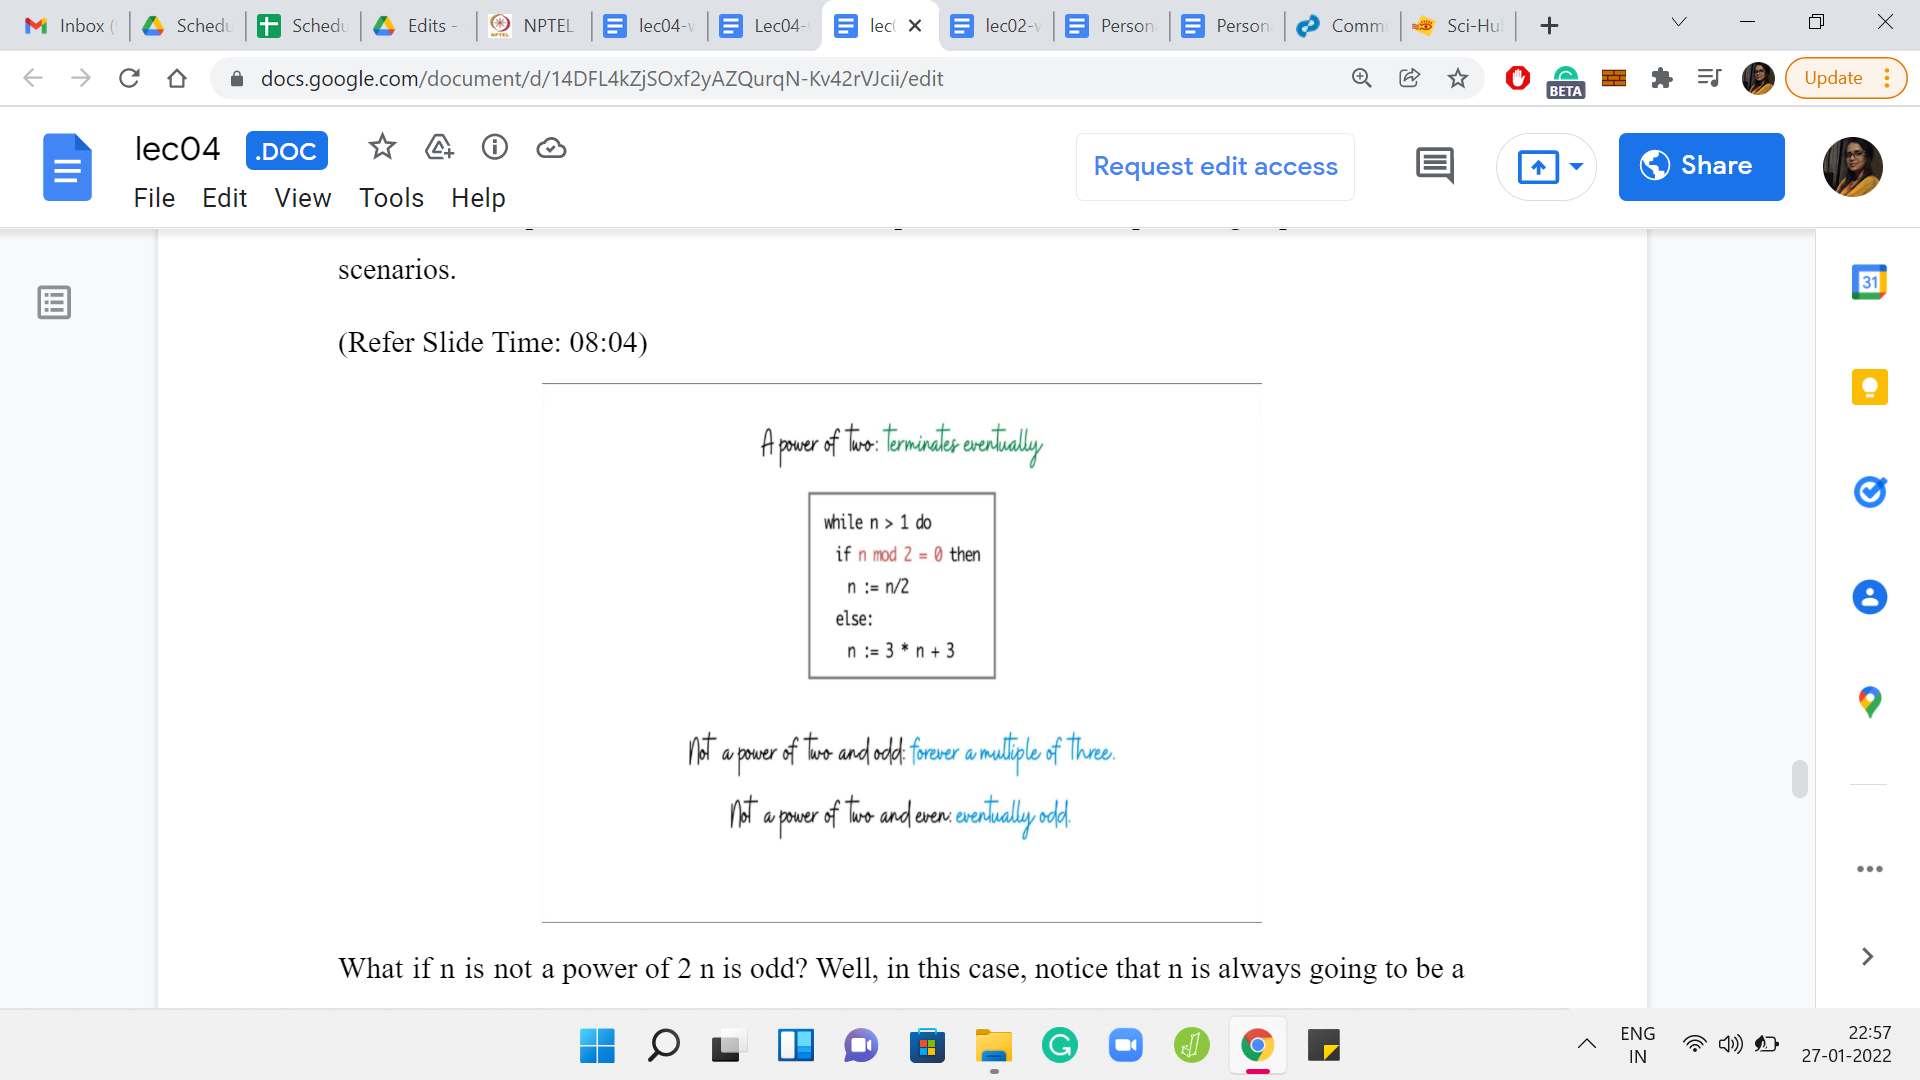 Inbox (
Schedu
Schedu
Edits -
NPTEL
lec04-v
Lec04-
lec
lec02-v
Person
Person
Comm
Sci-Hu
docs.google.com/document/d/14DFL4kZjSOxf2yAZQurqN-Kv42rVJcii/edit
BETA
Update
lec04
.DOC
Request edit access
Share
File Edit View Tools Help
scenarios.
31
(Refer Slide Time: 08:04)
A power of two: terminates eventually
while n > 1 do
if n mod 2 = 0 then
n := n/2
else:
n := 3 * n + 3
Not a power of two and odd: forever a multiple of three.
Not a power of two and even: eventually odd.
What if n is not a power of 2 n is odd? Well, in this case, notice that n is always going to be a
ENG
IN
22:57
27-01-2022